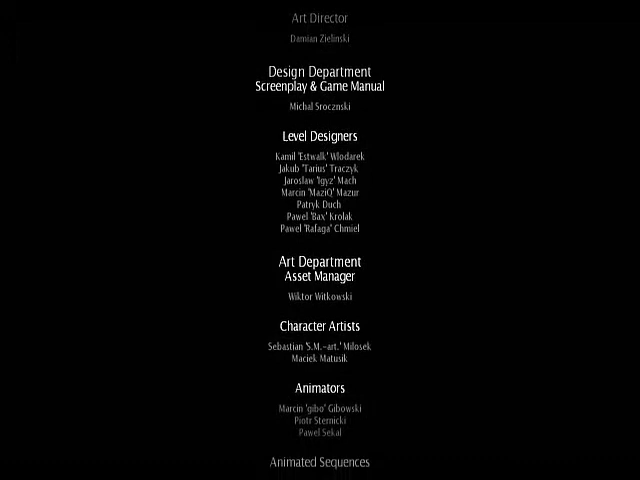 Art Director
Damian Zielinski
Design Department
Screenplay & Game Manual
Michal Srocznski
Level Designers
Kamil 'Estwalk' Wlodarek
Jakub 'Tarius' Traczyk
Jaroslaw 'Igyz' Mach
Marcin 'MaziQ' Mazur
Patryk Duch
Pawel 'Bax' Krolak
Pawel 'Rafaga' Chmiel
Art Department
Asset Manager
Wiktor Witkowski
Character Artists
Sebastian 'S.M.-art.' Milosek
Maciek Matusik
Animators
Marcin 'gibo' Gibowski
Piotr Sternicki
Pawel Sekal
Animated Sequences